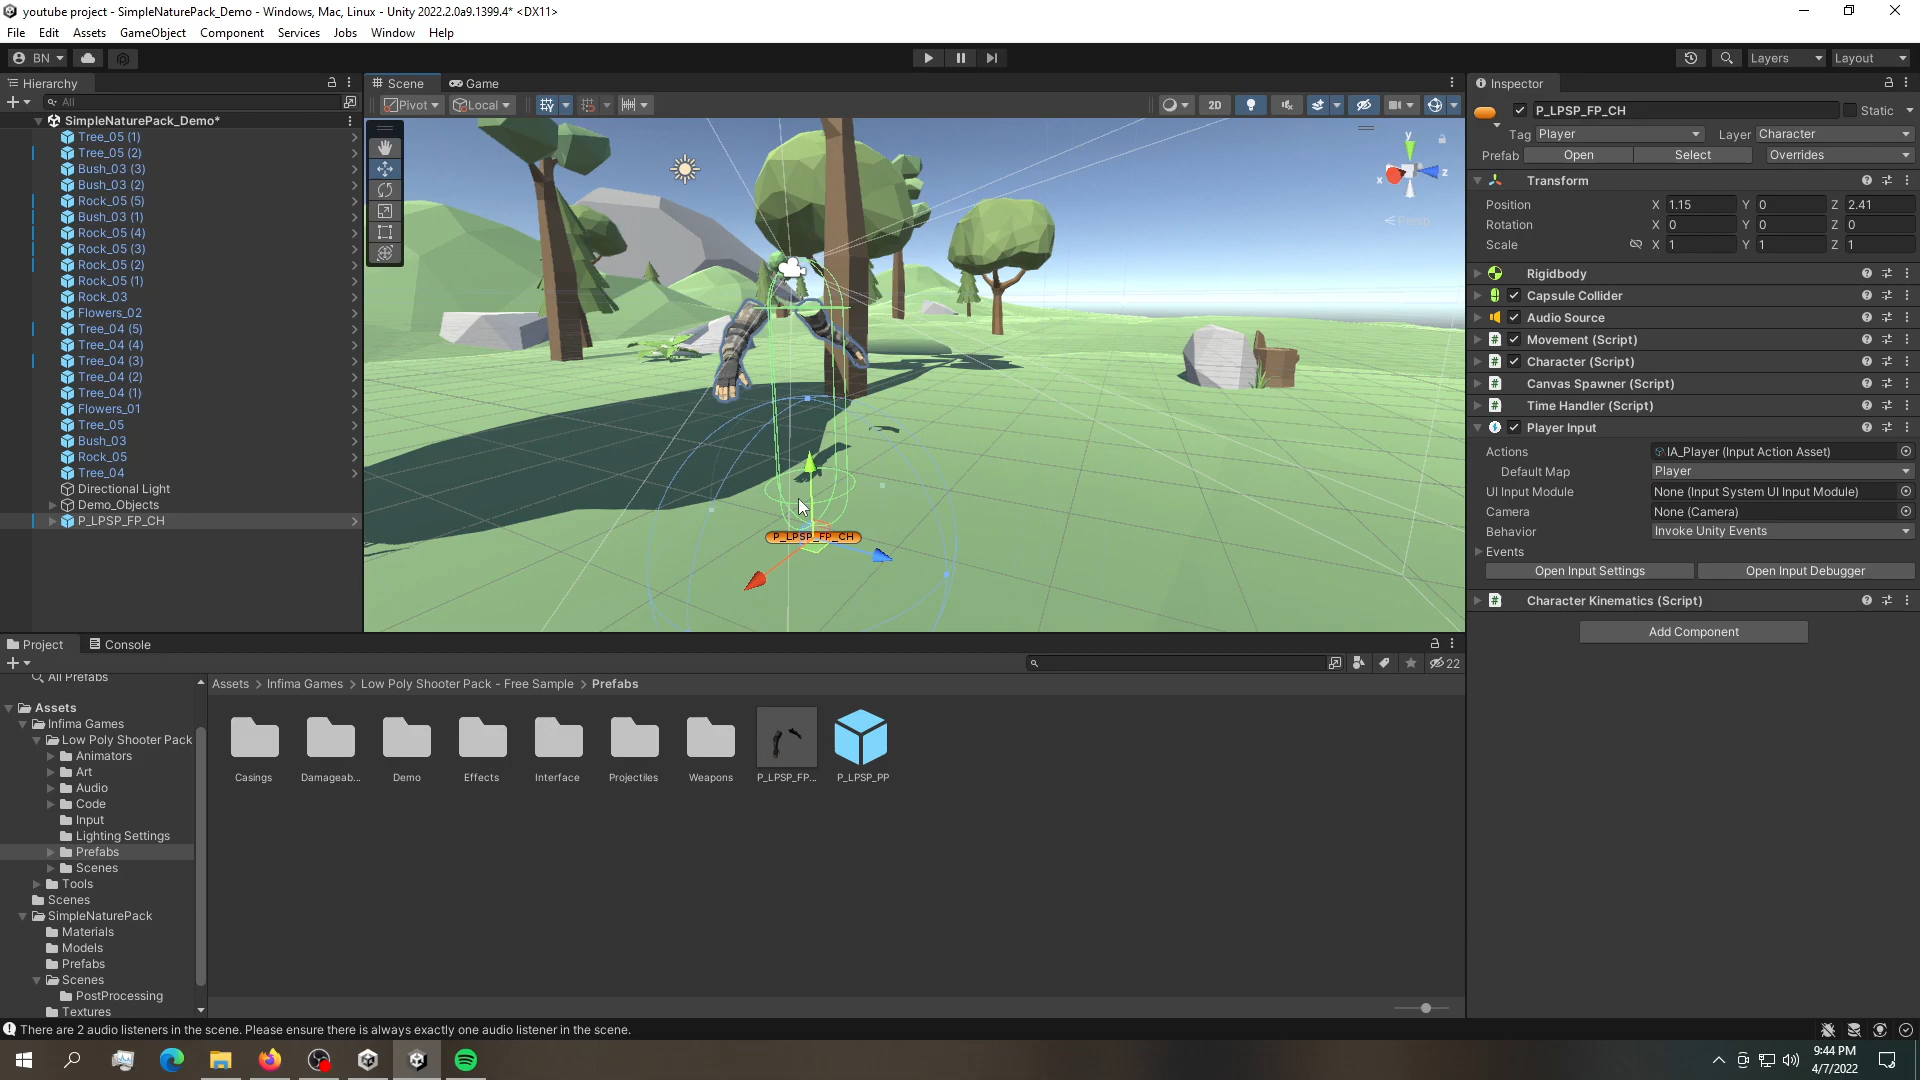 youtube project - SimpleNaturePack_Demo - Windows, Mac, Linux - Unity 2022.2.0a9.1399.4* <DX11>
File Edit Assets GameObject Component Services Jobs Window Help
BN Layers Layout
Hierarchy
All
SimpleNaturePack_Demo*
Tree_05 (1)
Tree_05 (2)
Bush_03 (3)
Bush_03 (2)
Rock_05 (5)
Bush_03 (1)
Rock_05 (4)
Rock_05 (3)
Rock_05 (2)
Rock_05 (1)
Rock_03
Flowers_02
Tree_04 (5)
Tree_04 (4)
Tree_04 (3)
Tree_04 (2)
Tree_04 (1)
Flowers_01
Tree_05
Bush_03
Rock_05
Tree_04
Directional Light
Demo_Objects
P_LPSP_FP_CH
Scene Game
Pivot Local 2D
y
x z
Persp
P_LPSP_FP_CH
Inspector
P_LPSP_FP_CH Static
Tag Player Layer Character
Prefab Open Select Overrides
Transform
Position X 1.15 Y 0 Z 2.41
Rotation X 0 Y 0 Z 0
Scale X 1 Y 1 Z 1
Rigidbody
Capsule Collider
Audio Source
Movement (Script)
Character (Script)
Canvas Spawner (Script)
Time Handler (Script)
Player Input
Actions IA_Player (Input Action Asset)
Default Map Player
UI Input Module None (Input System UI Input Module)
Camera None (Camera)
Behavior Invoke Unity Events
Events
Open Input Settings Open Input Debugger
Character Kinematics (Script)
Add Component
Project Console
22
All Prefabs
Assets
Infima Games
Low Poly Shooter Pack
Animators
Art
Audio
Code
Input
Lighting Settings
Prefabs
Scenes
Tools
Scenes
SimpleNaturePack
Materials
Models
Prefabs
Scenes
PostProcessing
Textures
Assets > Infima Games > Low Poly Shooter Pack - Free Sample > Prefabs
Casings Damageab... Demo Effects Interface Projectiles Weapons P_LPSP_FP... P_LPSP_PP
There are 2 audio listeners in the scene. Please ensure there is always exactly one audio listener in the scene.
9:44 PM
4/7/2022